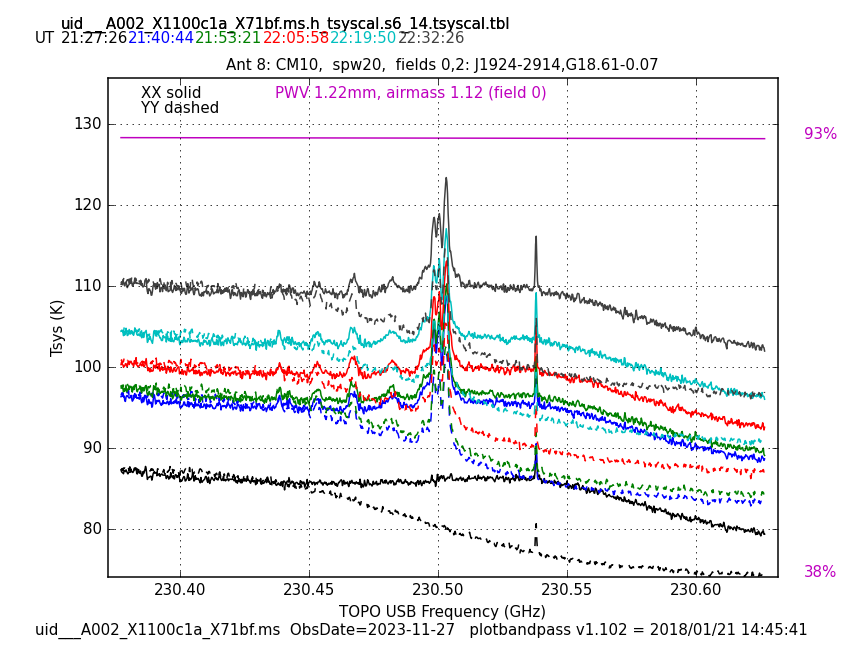 uid___A002_X1100c1a_X71bf.ms.h_tsyscal.s6_14.tsyscal.tbl
UT 21:27:26 21:40:44 21:53:21 22:05:58 22:19:50 22:32:26
Ant 8: CM10, spw20, fields 0,2: J1924-2914,G18.61-0.07
XX solid
YY dashed
PWV 1.22mm, airmass 1.12 (field 0)
93%
130
120
110
100
90
80
Tsys (K)
38%
230.40 230.45 230.50 230.55 230.60
TOPO USB Frequency (GHz)
uid___A002_X1100c1a_X71bf.ms ObsDate=2023-11-27 plotbandpass v1.102 = 2018/01/21 14:45:41